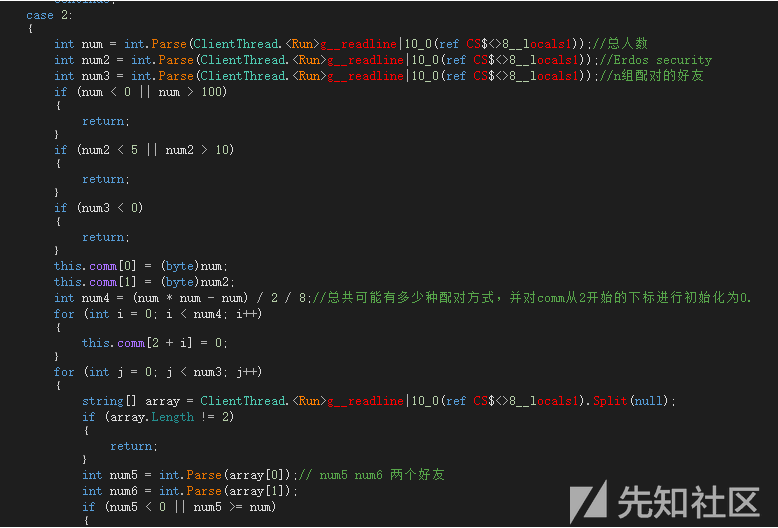 continue;
case 2:
{
int num = int.Parse(ClientThread.<Run>g__readline|10_0(ref CS$<>8__locals1));//总人数
int num2 = int.Parse(ClientThread.<Run>g__readline|10_0(ref CS$<>8__locals1));//Erdos security
int num3 = int.Parse(ClientThread.<Run>g__readline|10_0(ref CS$<>8__locals1));//n组配对的好友
if (num < 0 || num > 100)
{
return;
}
if (num2 < 5 || num2 > 10)
{
return;
}
if (num3 < 0)
{
return;
}
this.comm[0] = (byte)num;
this.comm[1] = (byte)num2;
int num4 = (num * num - num) / 2 / 8;//总共可能有多少种配对方式，并对comm从2开始的下标进行初始化为0.
for (int i = 0; i < num4; i++)
{
this.comm[2 + i] = 0;
}
for (int j = 0; j < num3; j++)
{
string[] array = ClientThread.<Run>g__readline|10_0(ref CS$<>8__locals1).Split(null);
if (array.Length != 2)
{
return;
}
int num5 = int.Parse(array[0]);// num5 num6 两个好友
int num6 = int.Parse(array[1]);
if (num5 < 0 || num5 >= num)
{
先知社区